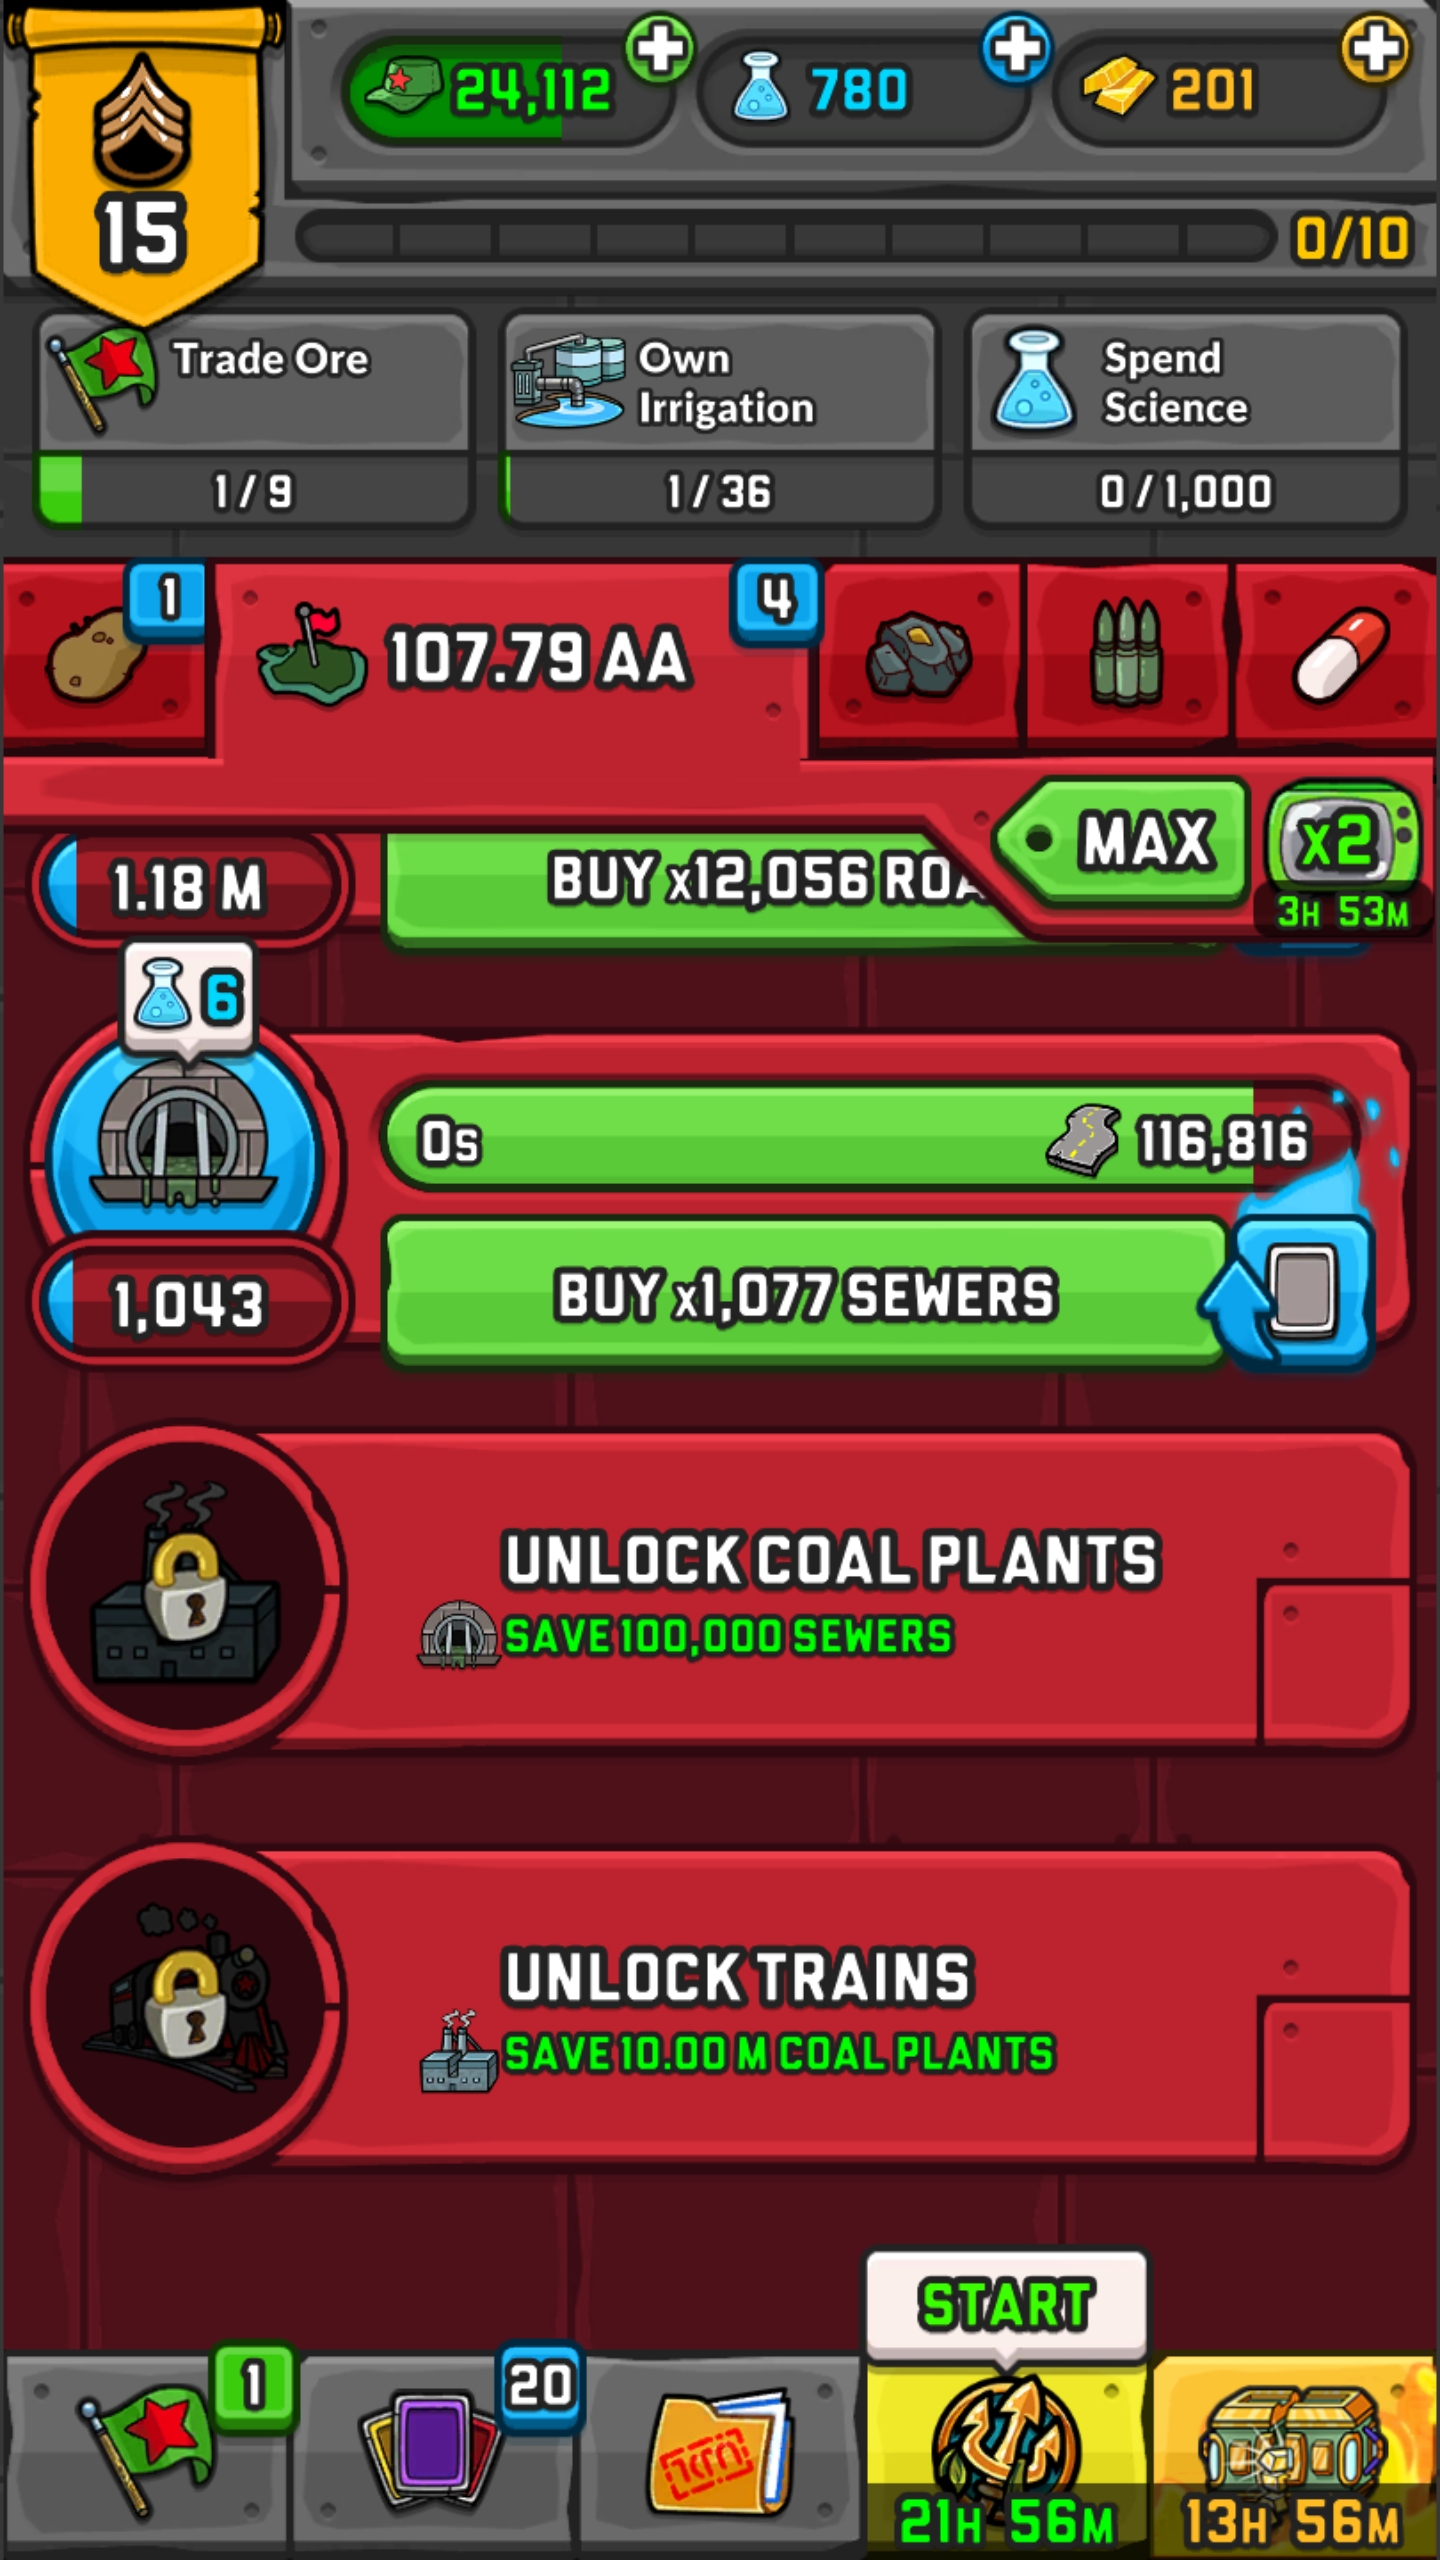 24,112
780
201
15
0/10
Trade Ore
1/9
Own
Irrigation
1/36
Spend
Science
0/1,000
1
107.79 AA
4
MAX
x2
3H 53M
1.18 M
BUY x12,056 ROA
6
0s
116,816
1,043
BUY x1,077 SEWERS
UNLOCK COAL PLANTS
SAVE 100,000 SEWERS
UNLOCK TRAINS
SAVE 10.00 M COAL PLANTS
START
1
20
21H 56M
13H 56M